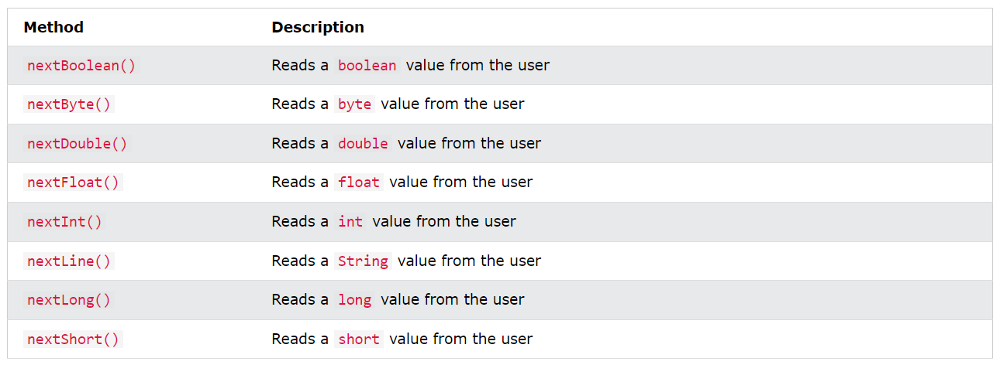 Method Description
nextBoolean() Reads a boolean value from the user
nextByte() Reads a byte value from the user
nextDouble() Reads a double value from the user
nextFloat() Reads a float value from the user
nextInt() Reads a int value from the user
nextLine() Reads a String value from the user
nextLong() Reads a long value from the user
nextShort() Reads a short value from the user